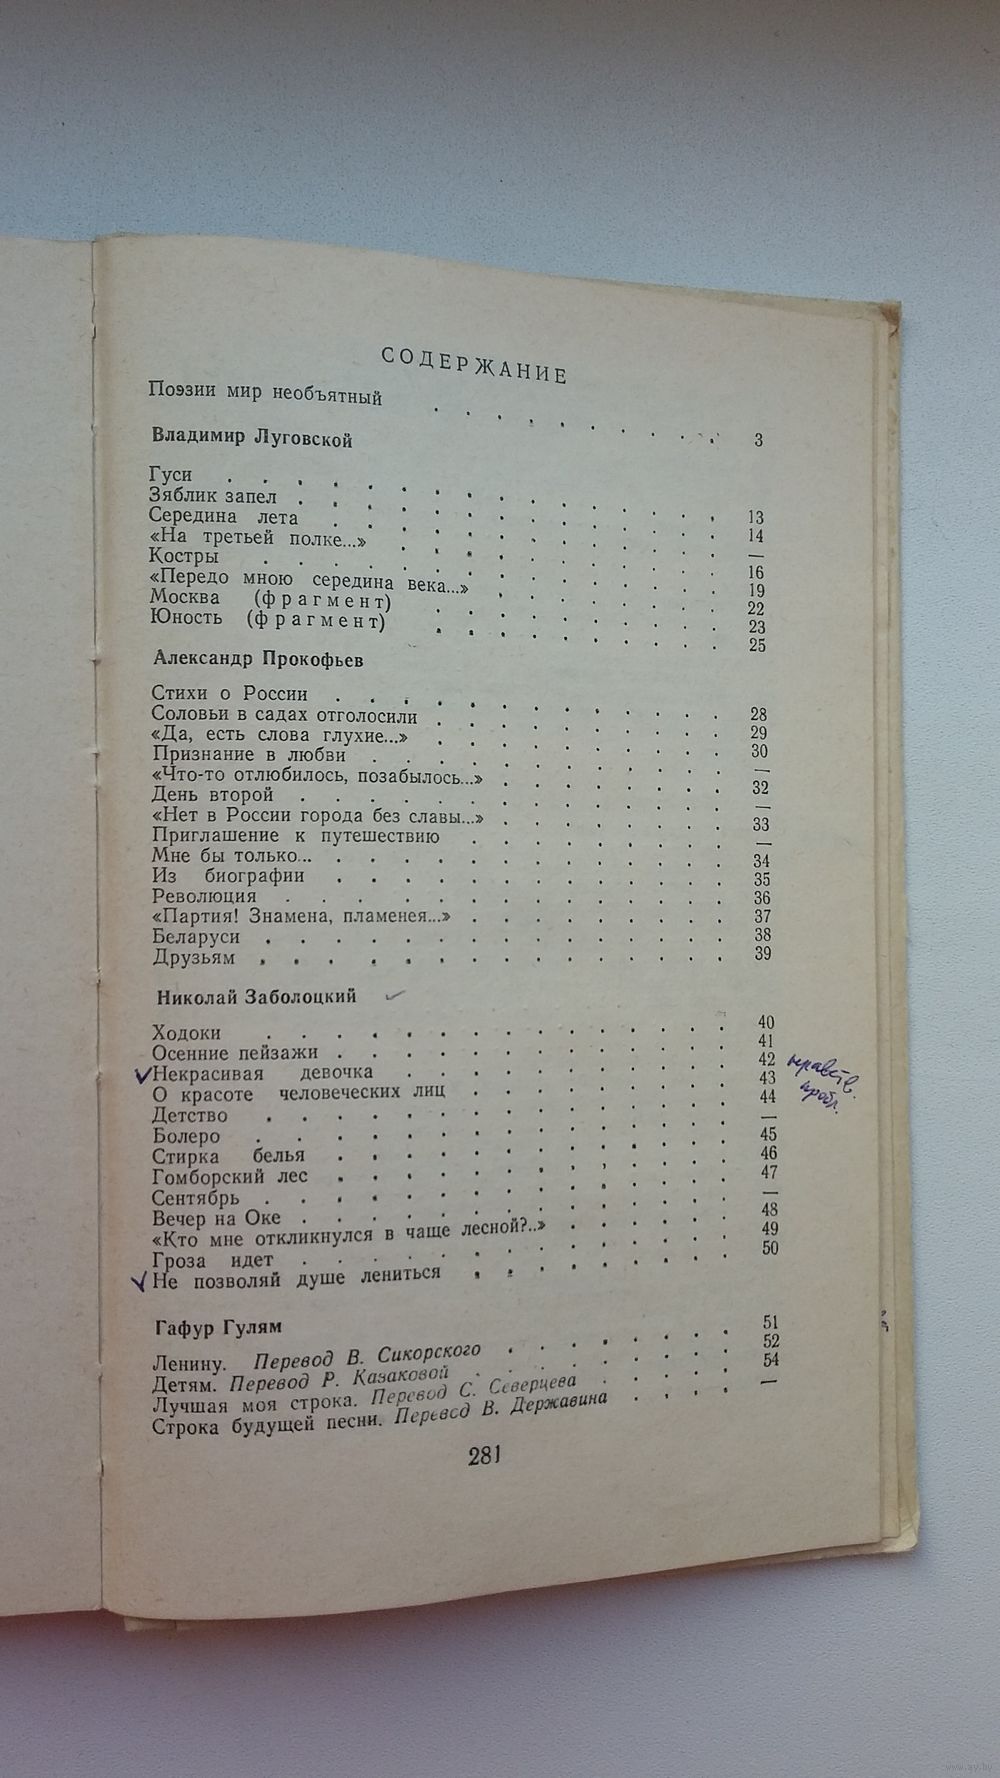 СОДЕРЖАНИЕ
Поэзии мир необъятный . . . . . . . . . . 3
Владимир Луговской
Гуси . . . . . . . . . . 13
Зяблик запел . . . . . . . . . . 14
Середина лета . . . . . . . . . . —
«На третьей полке...» . . . . . . . . . . 16
Костры . . . . . . . . . . 19
«Передо мною середина века...» . . . . . . . . 22
Москва (фрагмент) . . . . . . . . . 23
Юность (фрагмент) . . . . . . . . . 25
Александр Прокофьев
Стихи о России . . . . . . . . . . 28
Соловьи в садах отголосили . . . . . . . . . 29
«Да, есть слова глухие...» . . . . . . . . . 30
Признание в любви . . . . . . . . . . —
«Что-то отлюбилось, позабылось...» . . . . . . . 32
День второй . . . . . . . . . . —
«Нет в России города без славы...» . . . . . . . 33
Приглашение к путешествию . . . . . . . . —
Мне бы только... . . . . . . . . . . 34
Из биографии . . . . . . . . . . 35
Революция . . . . . . . . . . 36
«Партия! Знамена, пламенея...» . . . . . . . . 37
Беларуси . . . . . . . . . . 38
Друзьям . . . . . . . . . . 39
Николай Заболоцкий
Ходоки . . . . . . . . . . 40
Осенние пейзажи . . . . . . . . . . 41
Некрасивая девочка . . . . . . . . . . 42 нравств.
О красоте человеческих лиц . . . . . . . . 43 пробл.
Детство . . . . . . . . . . 44
Болеро . . . . . . . . . . —
Стирка белья . . . . . . . . . . 45
Гомборский лес . . . . . . . . . . 46
Сентябрь . . . . . . . . . . 47
Вечер на Оке . . . . . . . . . . —
«Кто мне откликнулся в чаще лесной?..» . . . . . . 48
Гроза идет . . . . . . . . . . 49
Не позволяй душе лениться . . . . . . . . 50
Гафур Гулям
Ленину. Перевод В. Сикорского . . . . . . . . 51
Детям. Перевод Р. Казаковой . . . . . . . . 52
Лучшая моя строка. Перевод С. Северцева . . . . . 54
Строка будущей песни. Перевод В. Державина . . . . —
281
www.ay.by